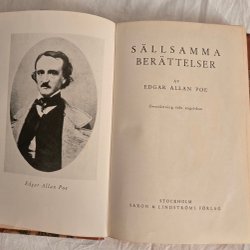 Edgar Allan Poe
SÄLLSAMMA
BERÄTTELSER
AV
EDGAR ALLAN POE
STOCKHOLM
SAXON & LINDSTRÖMS FÖRLAG